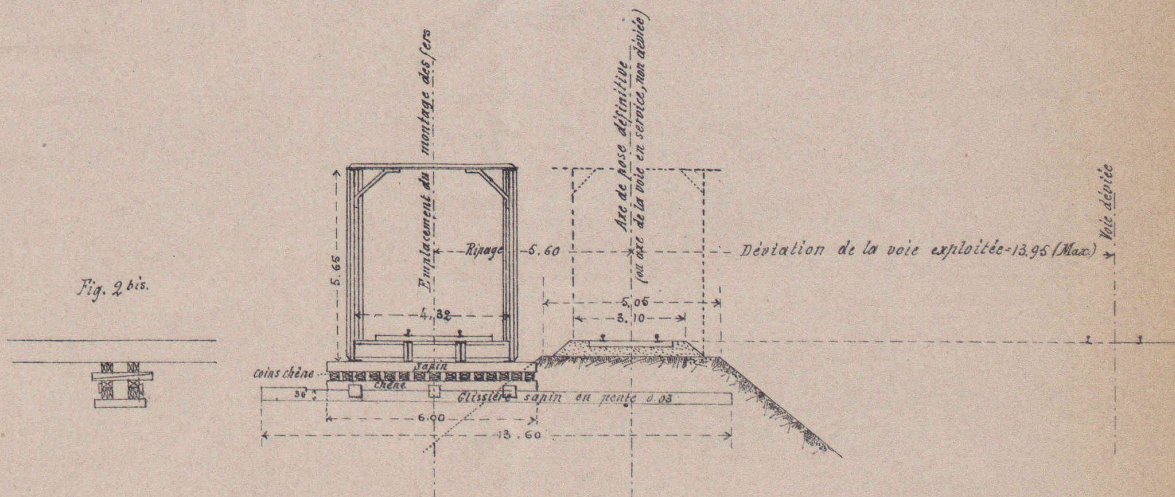 Emplacement du montage des fers
Axe de pose définitive
(ou axe de la voie en service, non déviée)
Voie déviée
Ripage 5.60
Déviation de la voie exploitée=13,95 (Max.)
5.65
Fig. 2 bis.
5,05
4,32
3,10
sapin
coins chêne
chêne
Glissière sapin en pente 0.03
30
6.00
13.60